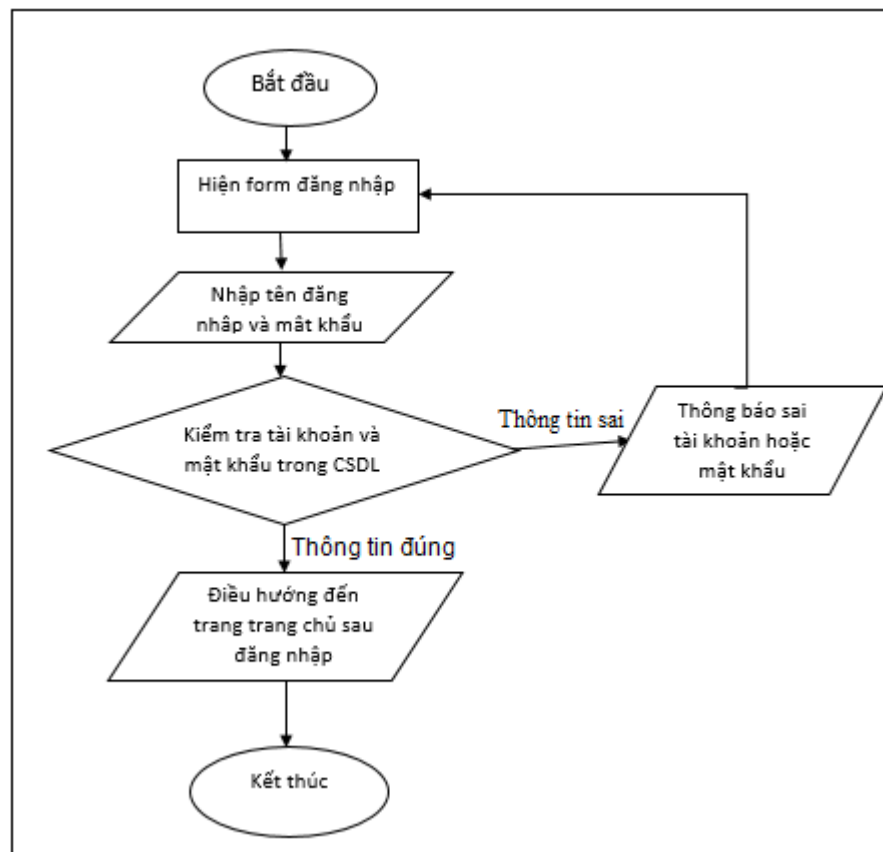 Bắt đầu
Hiện form đăng nhập
Nhập tên đăng
nhập và mật khẩu
Kiểm tra tài khoản và
mật khẩu trong CSDL
Thông tin sai
Thông báo sai
tài khoản hoặc
mật khẩu
Thông tin đúng
Điều hướng đến
trang trang chủ sau
đăng nhập
Kết thúc